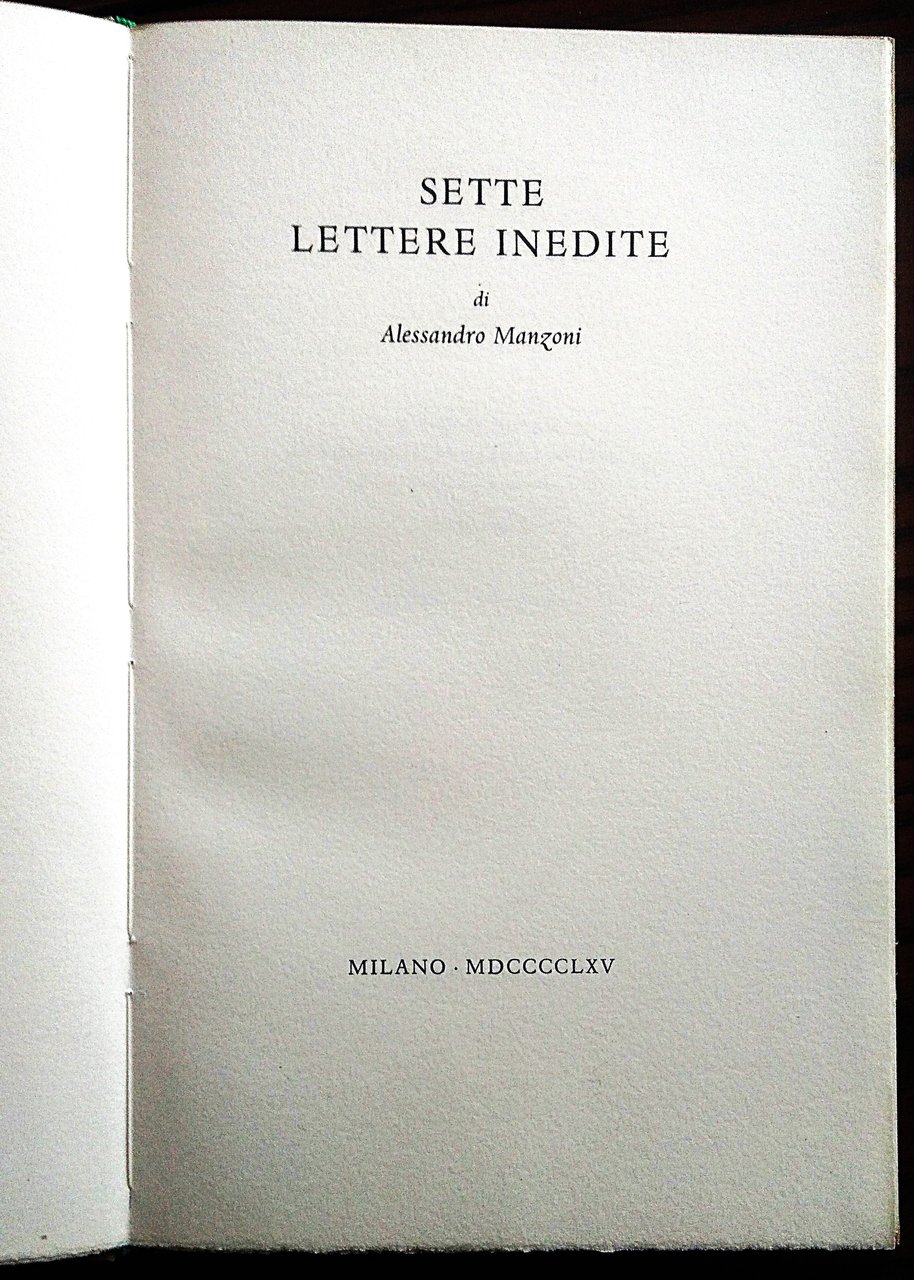 SETTE
LETTERE INEDITE
di
Alessandro Manzoni
MILANO · MDCCCCLXV